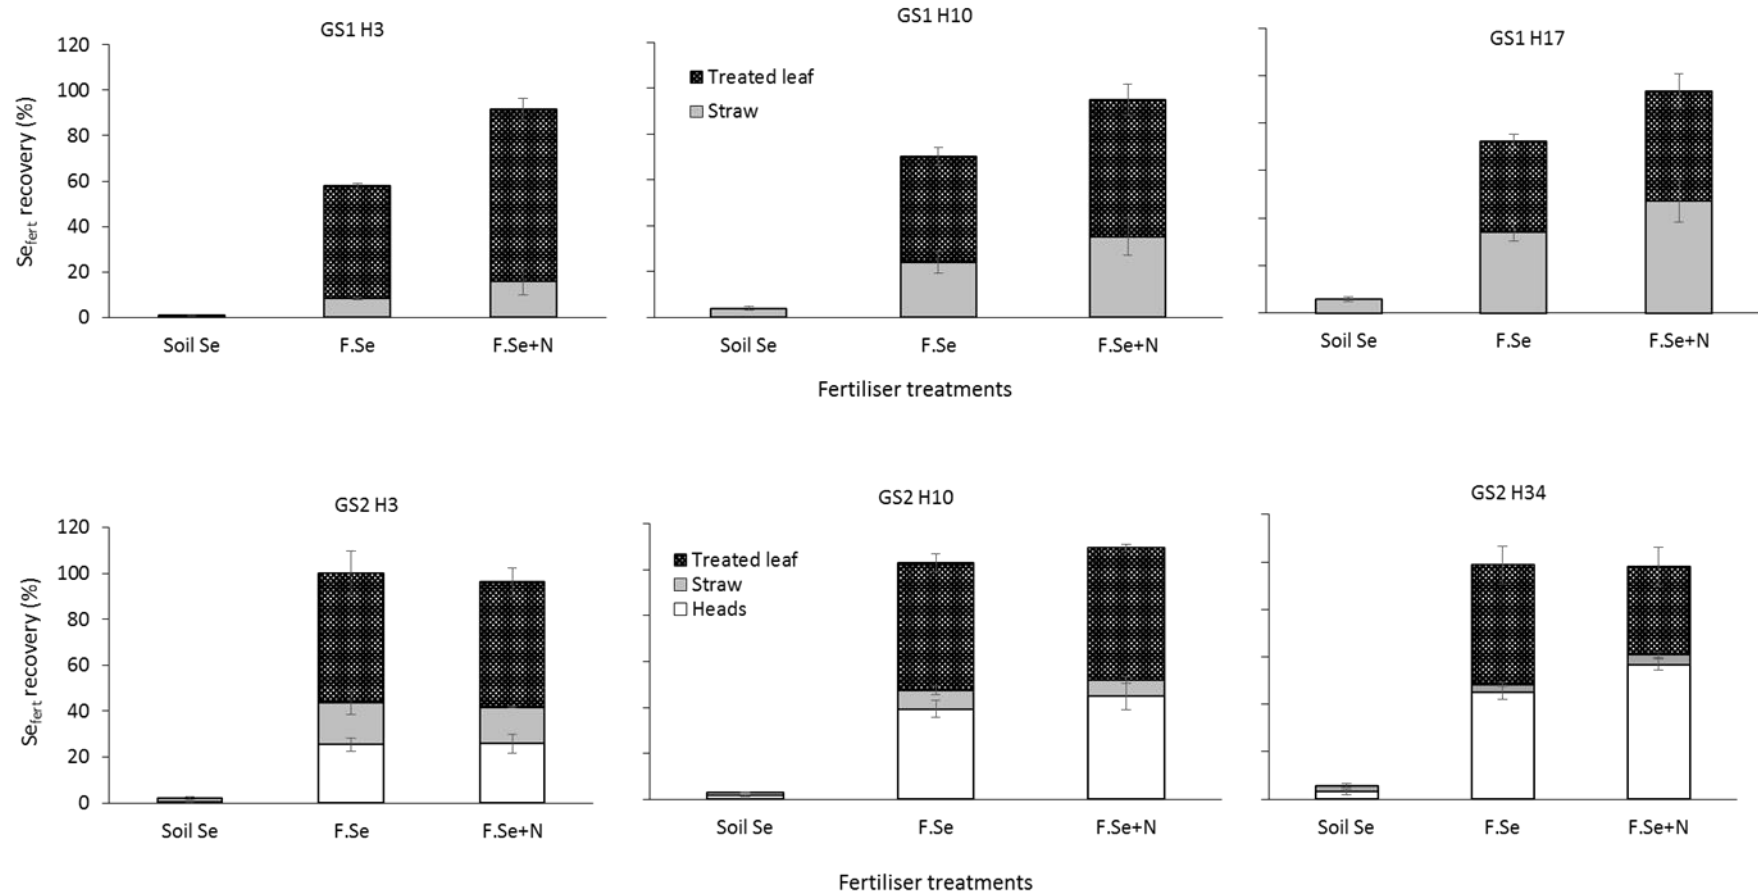 GS1 H3
120
100
80
60
40
20
0
Se_fert recovery (%)
Soil Se
F.Se
F.Se+N
GS1 H10
Treated leaf
Straw
Soil Se
F.Se
F.Se+N
GS1 H17
Soil Se
F.Se
F.Se+N
Fertiliser treatments
GS2 H3
120
100
80
60
40
20
0
Se_fert recovery (%)
Soil Se
F.Se
F.Se+N
GS2 H10
Treated leaf
Straw
Heads
Soil Se
F.Se
F.Se+N
GS2 H34
Soil Se
F.Se
F.Se+N
Fertiliser treatments